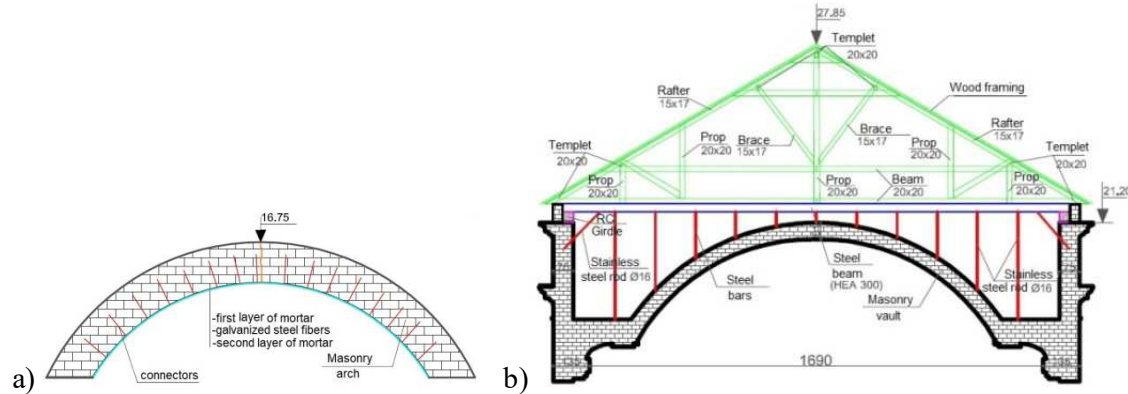 16.75
-first layer of mortar
-galvanized steel fibers
-second layer of mortar
Masonry
arch
connectors
a)
27.85
Templet
20x20
Rafter
15x17
Wood framing
Rafter
15x17
Prop
20x20
Brace
15x17
Brace
15x17
Prop
20x20
Templet
20x20
Templet
20x20
Prop
20x20
Prop
20x20
Beam
20x20
Prop
20x20
21.20
RC
Girdle
Stainless
steel rod Ø16
Steel
bars
Steel
beam
(HEA 300)
Masonry
vault
Stainless
steel rod Ø16
1690
b)